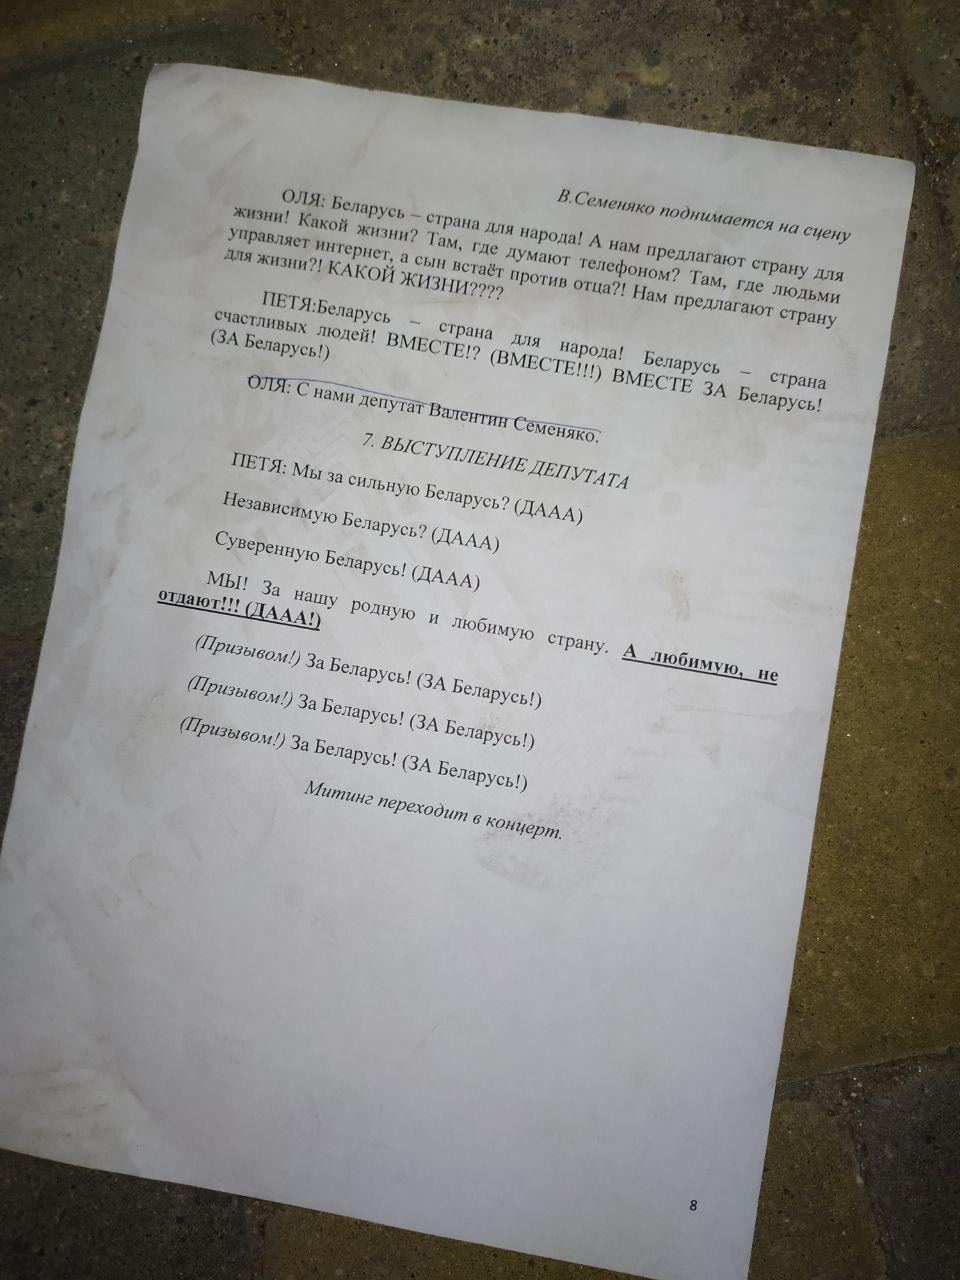 В.Семеняко поднимается на сцену
ОЛЯ: Беларусь – страна для народа! А нам предлагают страну для
жизни! Какой жизни? Там, где думают телефоном? Там, где людьми
управляет интернет, а сын встаёт против отца?! Нам предлагают страну
для жизни?! КАКОЙ ЖИЗНИ????
ПЕТЯ:Беларусь – страна для народа! Беларусь – страна
счастливых людей! ВМЕСТЕ!? (ВМЕСТЕ!!!) ВМЕСТЕ ЗА Беларусь!
(ЗА Беларусь!)
ОЛЯ: С нами депутат Валентин Семеняко.
7. ВЫСТУПЛЕНИЕ ДЕПУТАТА
ПЕТЯ: Мы за сильную Беларусь? (ДААА)
Независимую Беларусь? (ДААА)
Суверенную Беларусь! (ДААА)
МЫ! За нашу родную и любимую страну. А любимую, не
отдают!!! (ДААА!)
(Призывом!) За Беларусь! (ЗА Беларусь!)
(Призывом!) За Беларусь! (ЗА Беларусь!)
(Призывом!) За Беларусь! (ЗА Беларусь!)
Митинг переходит в концерт.
8